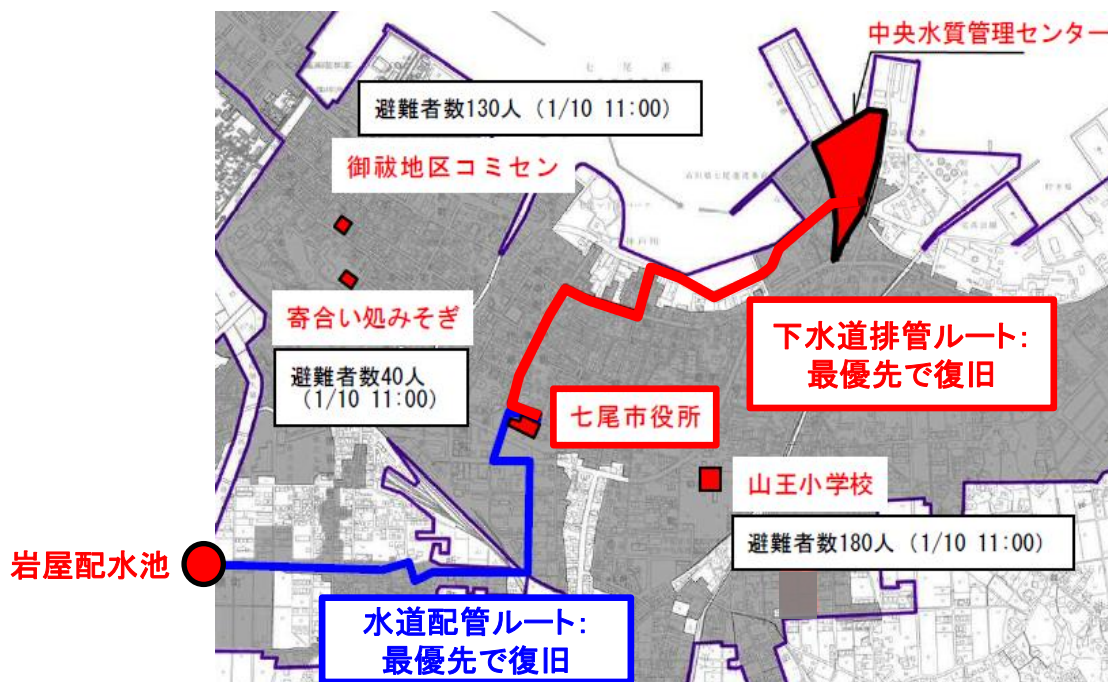 中央水質管理センター
七尾港
避難者数130人（1/10 11:00）
御祓地区コミセン
寄合い処みそぎ
避難者数40人
（1/10 11:00）
下水道排管ルート：
最優先で復旧
七尾市役所
山王小学校
避難者数180人（1/10 11:00）
岩屋配水池
水道配管ルート：
最優先で復旧